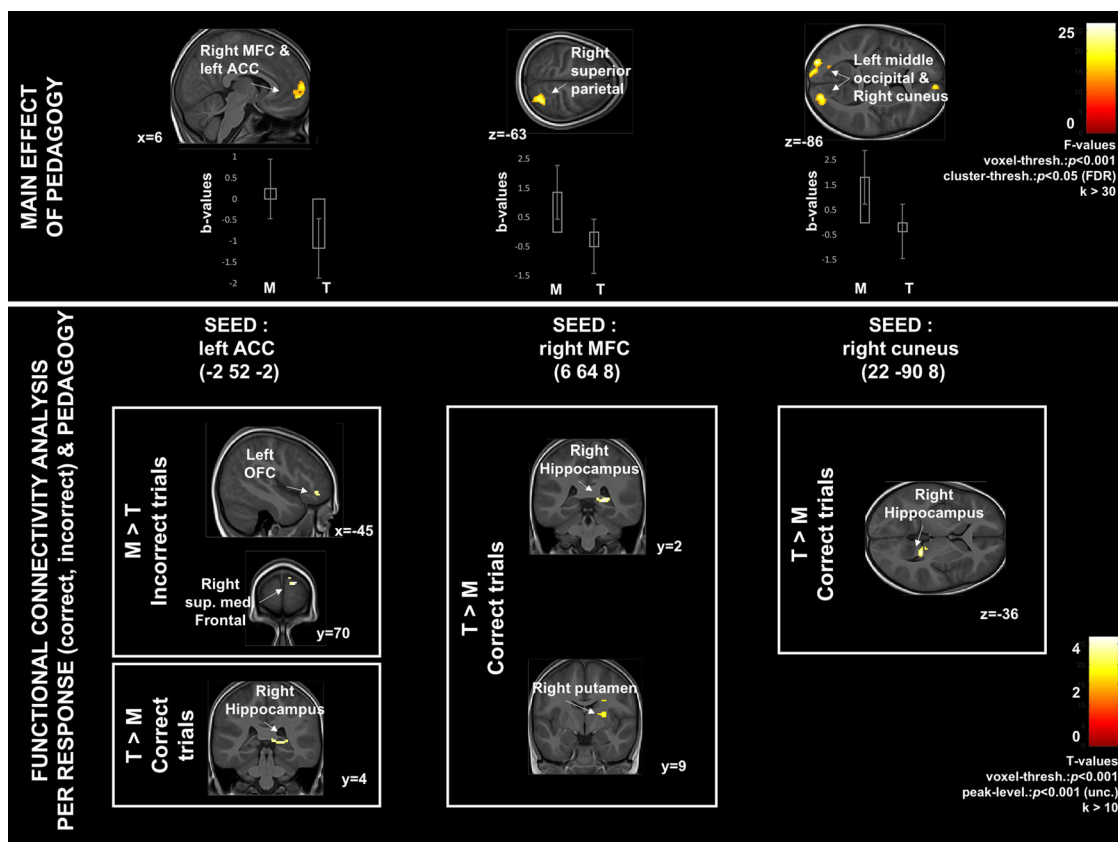 MAIN EFFECT
OF PEDAGOGY
Right MFC &
left ACC
x=6
Right
superior
parietal
z=-63
Left middle
occipital &
Right cuneus
z=-86
25
0
F-values
voxel-thresh.:p<0.001
cluster-thresh.:p<0.05 (FDR)
k > 30
b-values
1
0.5
0
-0.5
-1
-1.5
-2
M T
b-values
2.5
1.5
0.5
-0.5
-1.5
M T
b-values
2.5
1.5
0.5
-0.5
-1.5
M T
FUNCTIONAL CONNECTIVITY ANALYSIS
PER RESPONSE (correct, incorrect) & PEDAGOGY
SEED :
left ACC
(-2 52 -2)
M > T
Incorrect trials
Left
OFC
x=-45
Right
sup. med.
Frontal
y=70
T > M
Correct
trials
Right
Hippocampus
y=4
SEED :
right MFC
(6 64 8)
T > M
Correct trials
Right
Hippocampus
y=2
Right putamen
y=9
SEED :
right cuneus
(22 -90 8)
T > M
Correct trials
Right
Hippocampus
z=-36
4
2
0
T-values
voxel-thresh.:p<0.001
peak-level.:p<0.001 (unc.)
k > 10